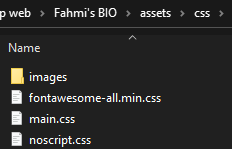 p web > Fahmi's BIO > assets > css >
Name
images
fontawesome-all.min.css
main.css
noscript.css